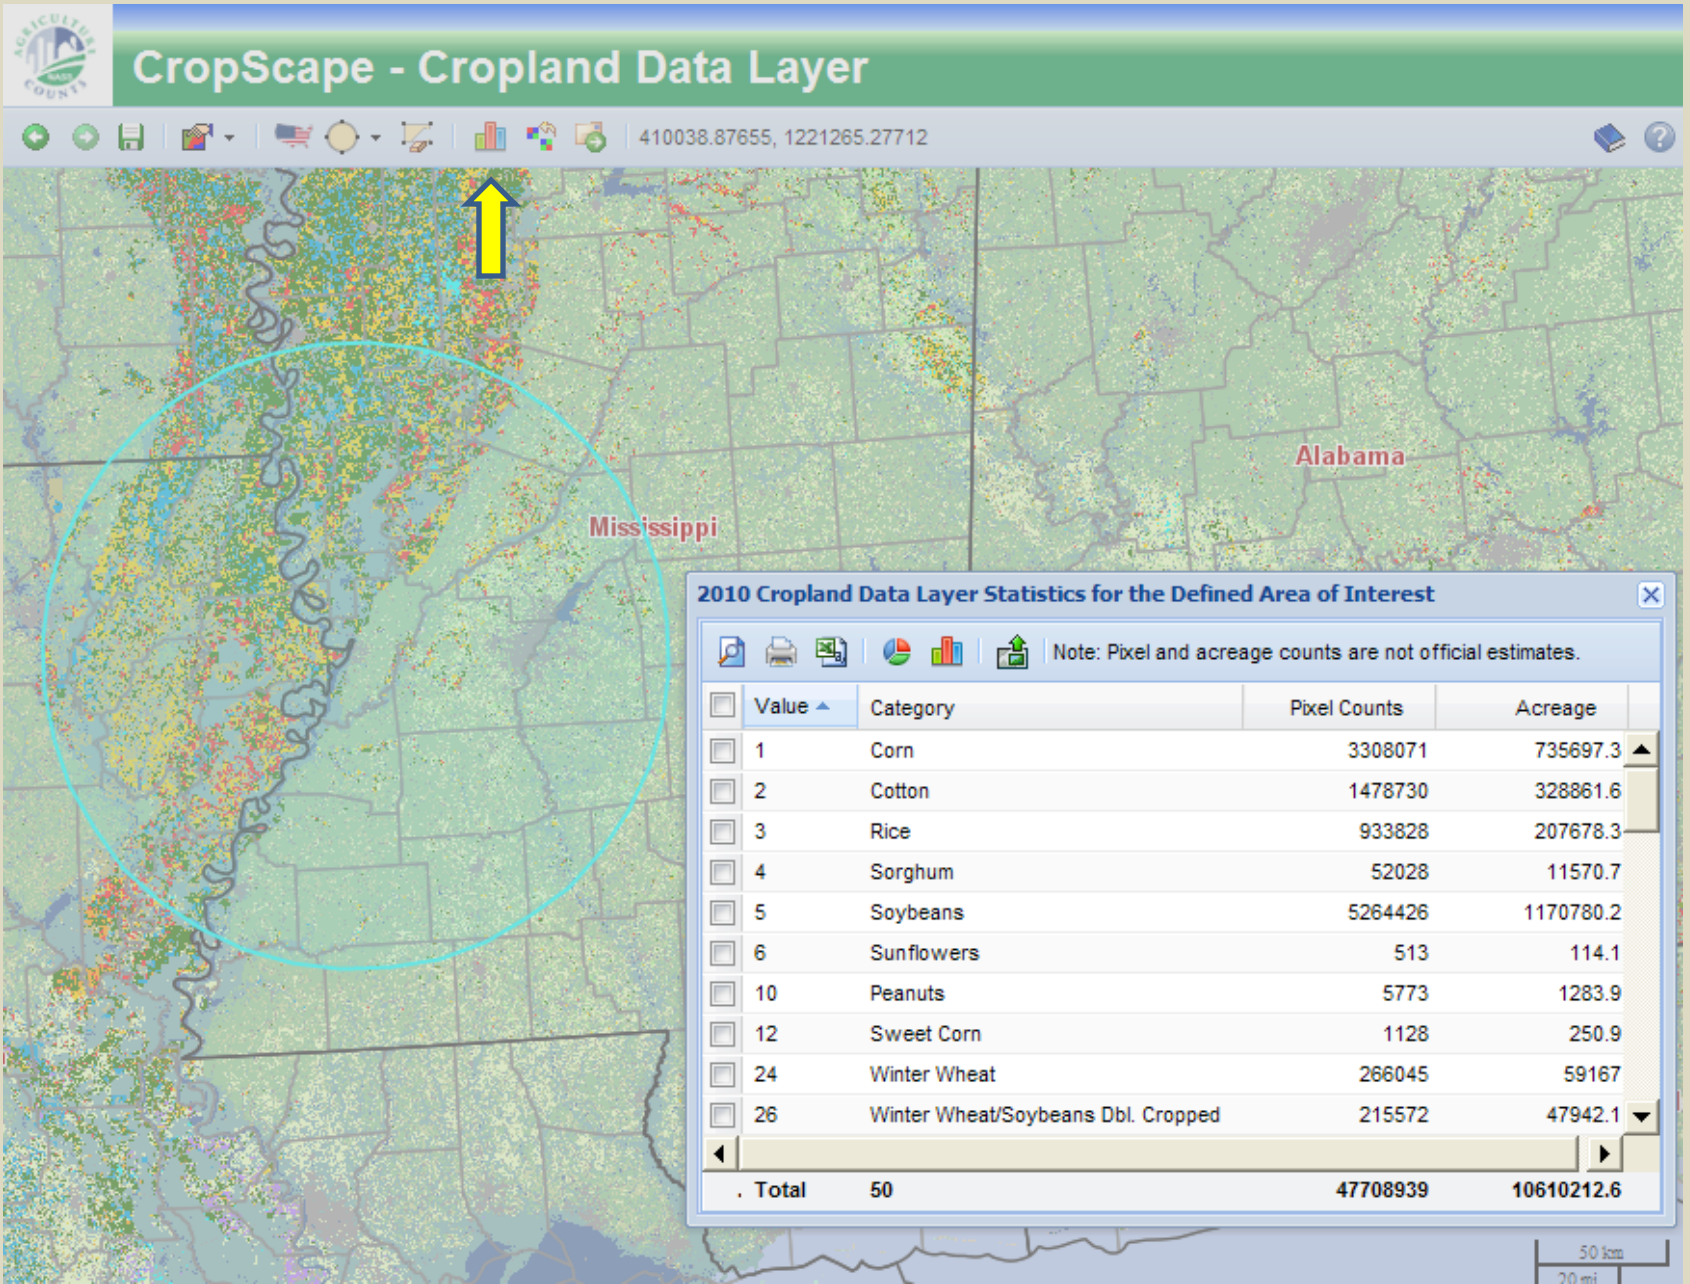 AGRICULTURE
NASS
COUNTS
CropScape - Cropland Data Layer
410038.87655, 1221265.27712
Alabama
Mississippi
2010 Cropland Data Layer Statistics for the Defined Area of Interest
Note: Pixel and acreage counts are not official estimates.
Value Category Pixel Counts Acreage
1 Corn 3308071 735697.3
2 Cotton 1478730 328861.6
3 Rice 933828 207678.3
4 Sorghum 52028 11570.7
5 Soybeans 5264426 1170780.2
6 Sunflowers 513 114.1
10 Peanuts 5773 1283.9
12 Sweet Corn 1128 250.9
24 Winter Wheat 266045 59167
26 Winter Wheat/Soybeans Dbl. Cropped 215572 47942.1
. Total 50 47708939 10610212.6
50 km
20 mi